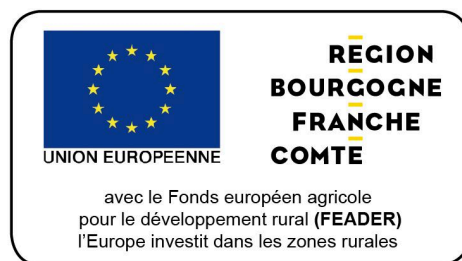 UNION EUROPEENNE
REGION
BOURGOGNE
FRANCHE
COMTE
avec le Fonds européen agricole
pour le développement rural (FEADER)
l'Europe investit dans les zones rurales